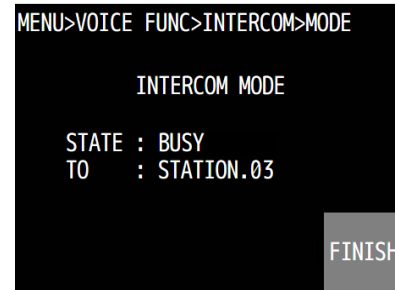 MENU>VOICE FUNC>INTERCOM>MODE
INTERCOM MODE
STATE : BUSY
TO : STATION.03
FINISH